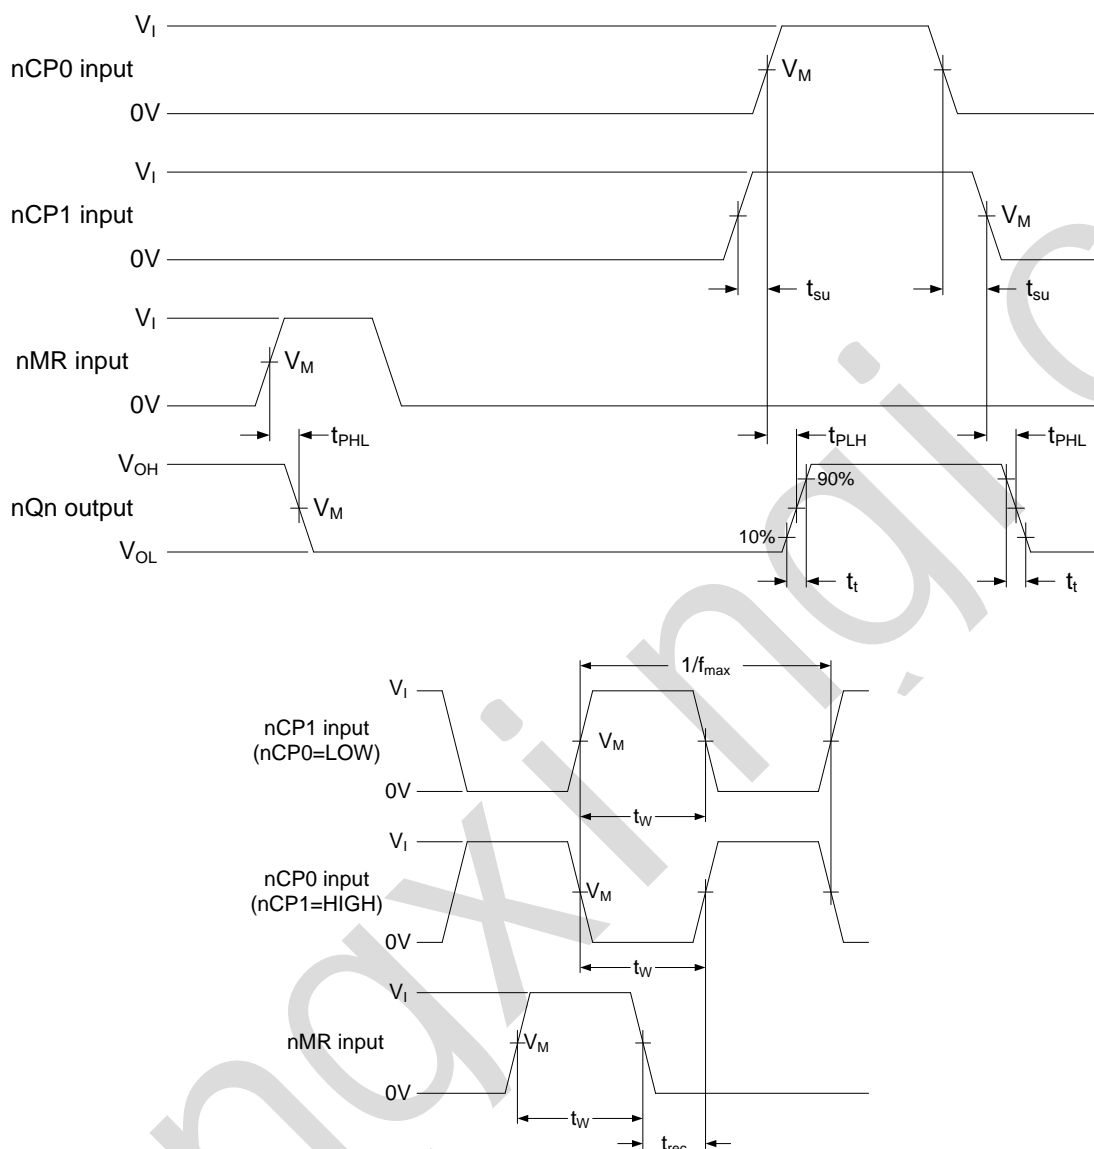 VI
nCP0 input
VM
0V
VI
nCP1 input
VM
0V
tsu
tsu
VI
nMR input
VM
0V
tPHL
tPLH
tPHL
VOH
90%
nQn output
VM
10%
VOL
tt
tt
1/fmax
VI
nCP1 input
(nCP0=LOW)
VM
0V
tW
VI
nCP0 input
(nCP1=HIGH)
VM
0V
tW
VI
nMR input
VM
0V
tW
trec